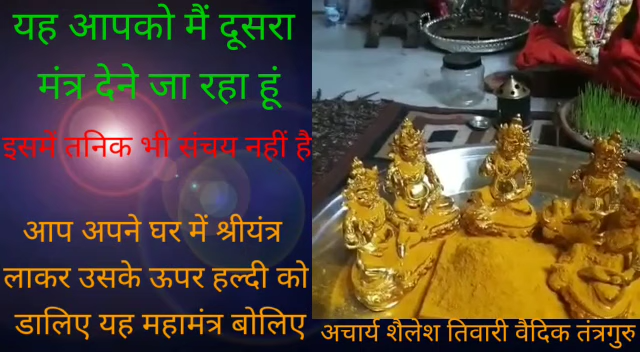 यह आपको मैं दूसरा
मंत्र देने जा रहा हूं
इसमें तनिक भी संचय नहीं है
आप अपने घर में श्रीयंत्र
लाकर उसके ऊपर हल्दी को
डालिए यह महामंत्र बोलिए
अचार्य शैलेश तिवारी वैदिक तंत्रगुरु